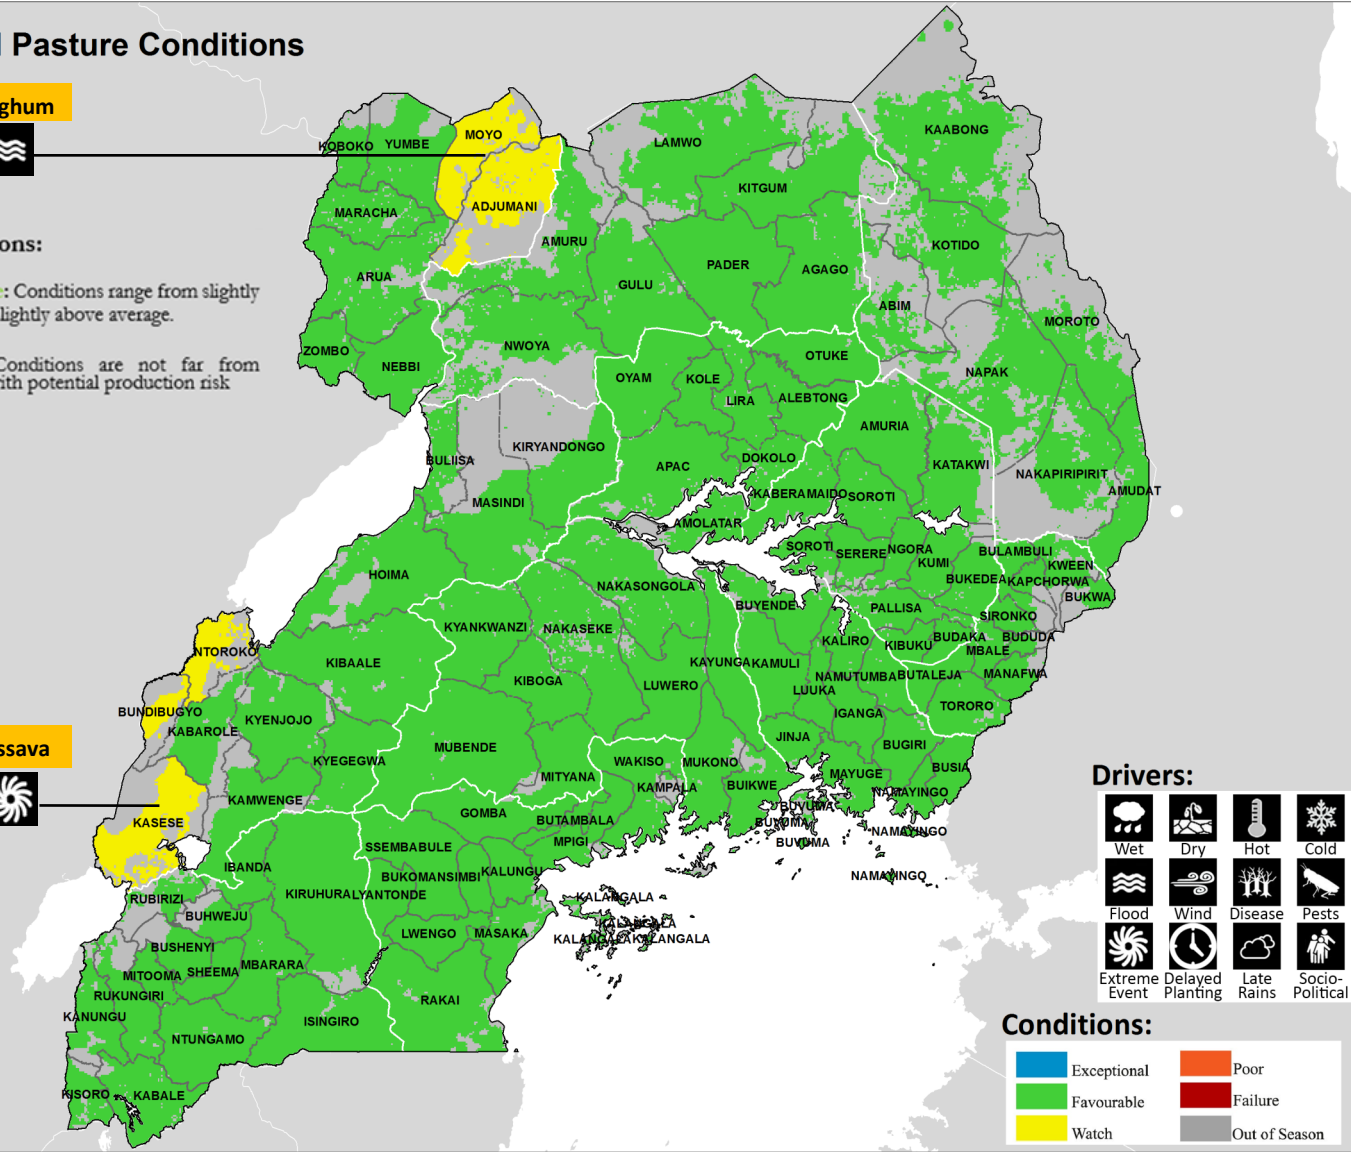 Pasture Conditions
ghum
ons:
: Conditions range from slightly
lightly above average.
Conditions are not far from
ith potential production risk
ssava
KOBOKO
YUMBE
MOYO
ADJUMANI
MARACHA
ARUA
ZOMBO
NEBBI
AMURU
LAMWO
KITGUM
KAABONG
KOTIDO
PADER
AGAGO
GULU
ABIM
MOROTO
NWOYA
OYAM
KOLE
LIRA
OTUKE
ALEBTONG
NAPAK
AMURIA
KIRYANDONGO
BULIISA
MASINDI
APAC
DOKOLO
KATAKWI
NAKAPIRIPIRIT
AMUDAT
KABERAMAIDO
SOROTI
AMOLATAR
SOROTI
SERERE
NGORA
KUMI
BULAMBULI
KWEEN
BUKEDEA
KAPCHORWA
BUKWA
HOIMA
NAKASONGOLA
BUYENDE
PALLISA
SIRONKO
KYANKWANZI
NAKASEKE
KALIRO
KIBUKU
BUDAKA
BUDUDA
MBALE
NTOROKO
KIBAALE
KAYUNGA
KAMULI
NAMUTUMBA
BUTALEJA
MANAFWA
KIBOGA
LUWERO
LUUKA
BUNDIBUGYO
KABAROLE
KYENJOJO
IGANGA
TORORO
JINJA
BUGIRI
MUBENDE
KYEGEGWA
MITYANA
WAKISO
MUKONO
KAMPALA
BUIKWE
MAYUGE
BUSIA
NAMAYINGO
KAMWENGE
KASESE
GOMBA
BUTAMBALA
BUVUMA
BUVUMA
BUVUMA
NAMAYINGO
MPIGI
SSEMBABULE
IBANDA
BUKOMANSIMBI
KALUNGU
NAMAYINGO
KIRUHURA
LYANTONDE
RUBIRIZI
BUHWEJU
KALANGALA
KALANGALA
KALANGALA
KALANGALA
LWENGO
MASAKA
BUSHENYI
MITOOMA
SHEEMA
MBARARA
RUKUNGIRI
KANUNGU
RAKAI
ISINGIRO
NTUNGAMO
KISORO
KABALE
Drivers:
Wet
Dry
Hot
Cold
Flood
Wind
Disease
Pests
Extreme
Event
Delayed
Planting
Late
Rains
Socio-
Political
Conditions:
Exceptional
Favourable
Watch
Poor
Failure
Out of Season